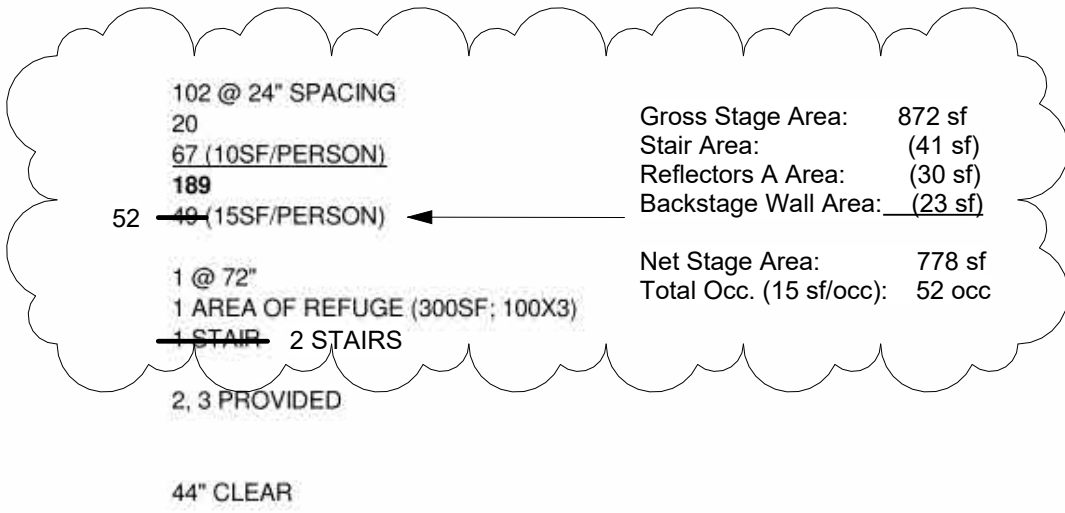 102 @ 24" SPACING
20
67 (10SF/PERSON)
189
52 49 (15SF/PERSON)
1 @ 72"
1 AREA OF REFUGE (300SF; 100X3)
1 STAIR 2 STAIRS
2, 3 PROVIDED
44" CLEAR
Gross Stage Area: 872 sf
Stair Area: (41 sf)
Reflectors A Area: (30 sf)
Backstage Wall Area: (23 sf)
Net Stage Area: 778 sf
Total Occ. (15 sf/occ): 52 occ